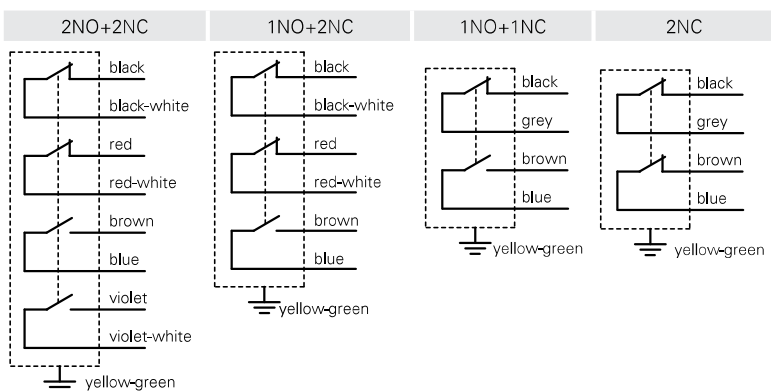 2NO+2NC
1NO+2NC
1NO+1NC
2NC
black
black-white
red
red-white
brown
blue
violet
violet-white
yellow-green
black
black-white
red
red-white
brown
blue
yellow-green
black
grey
brown
blue
yellow-green
black
grey
brown
blue
yellow-green